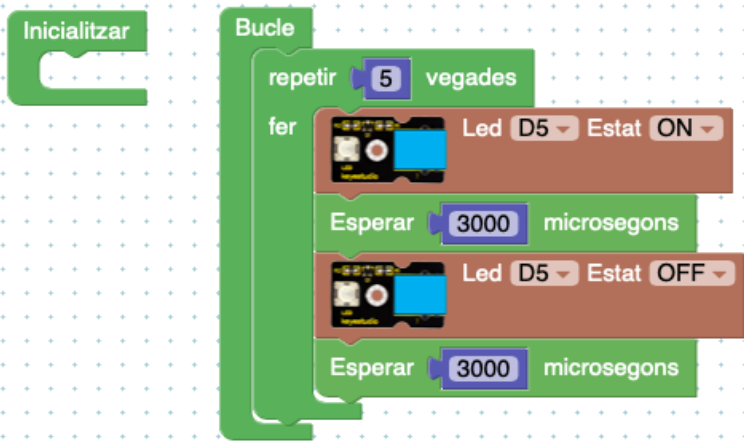 Inicialitzar
Bucle
repetir 5 vegades
fer
Led D5 Estat ON
Esperar 3000 microsegons
Led D5 Estat OFF
Esperar 3000 microsegons